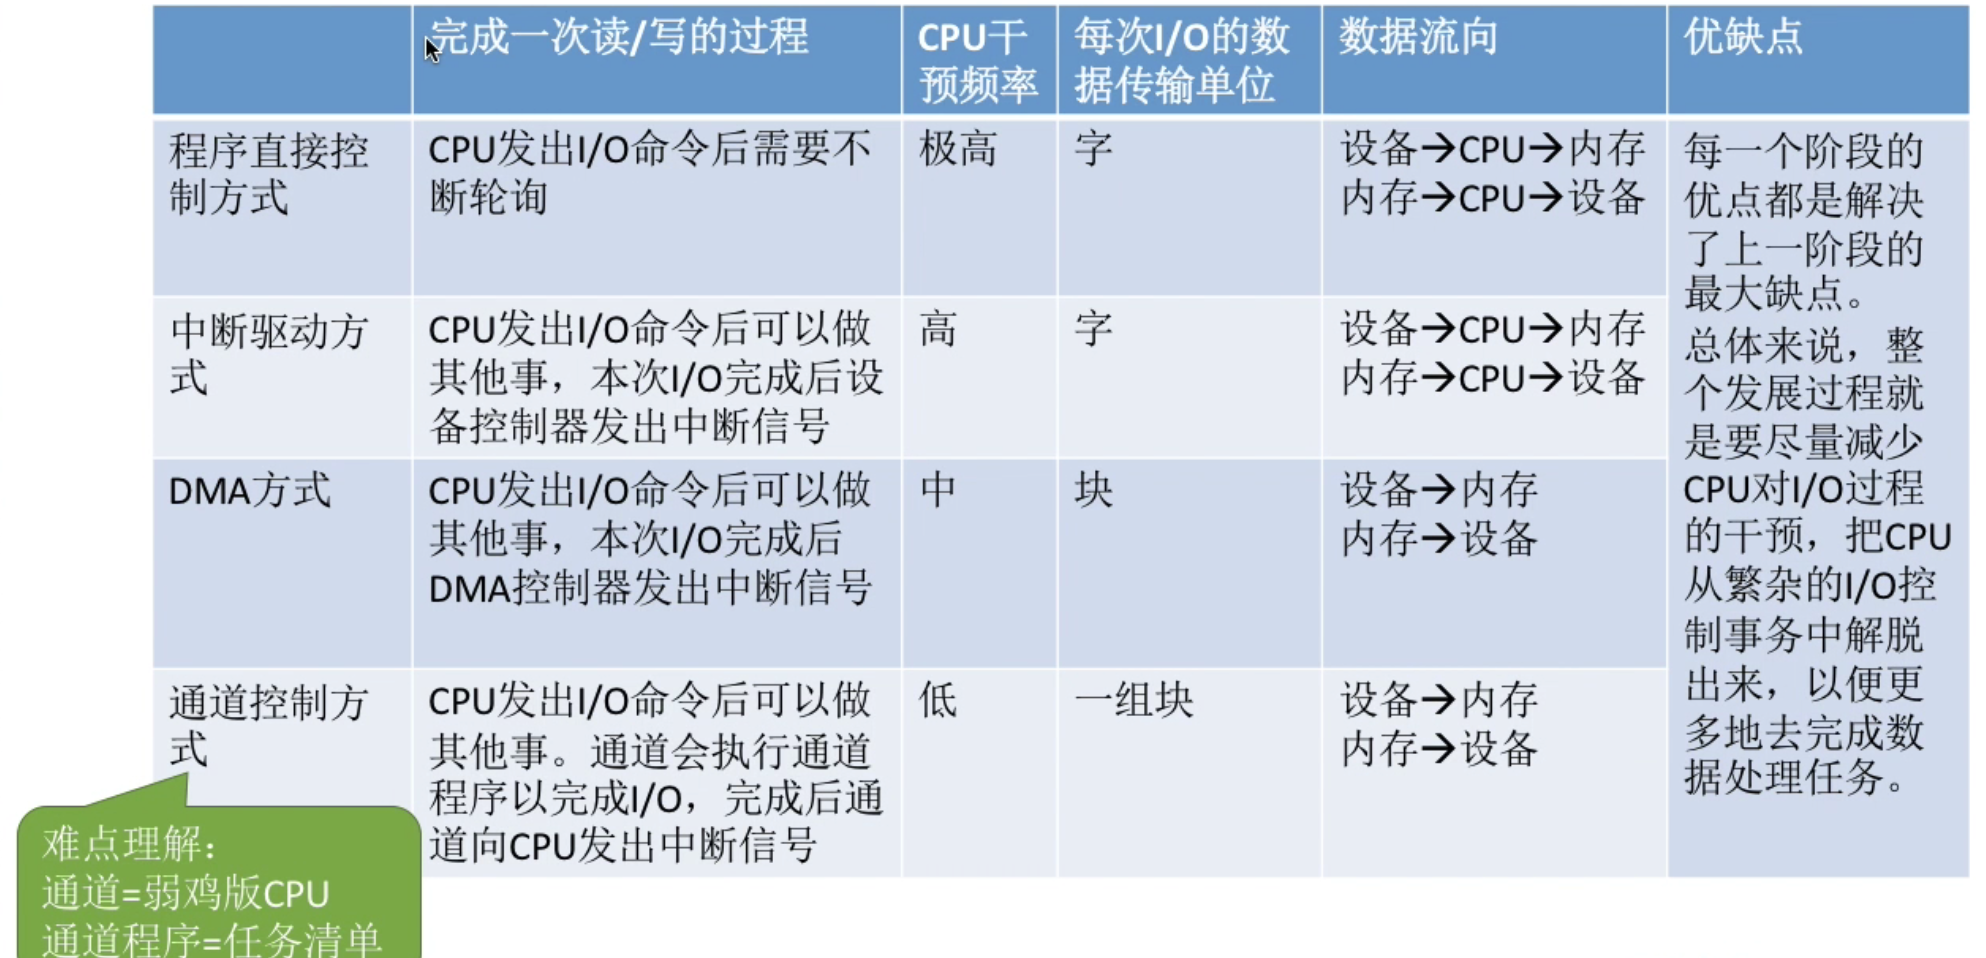 完成一次读/写的过程
CPU干
预频率
每次I/O的数
据传输单位
数据流向
优缺点
程序直接控
制方式
CPU发出I/O命令后需要不
断轮询
极高
字
设备→CPU→内存
内存→CPU→设备
每一个阶段的
优点都是解决
了上一阶段的
最大缺点。
总体来说，整
个发展过程就
是要尽量减少
CPU对I/O过程
的干预，把CPU
从繁杂的I/O控
制事务中解脱
出来，以便更
多地去完成数
据处理任务。
中断驱动方
式
CPU发出I/O命令后可以做
其他事，本次I/O完成后设
备控制器发出中断信号
高
字
设备→CPU→内存
内存→CPU→设备
DMA方式
CPU发出I/O命令后可以做
其他事，本次I/O完成后
DMA控制器发出中断信号
中
块
设备→内存
内存→设备
通道控制方
式
CPU发出I/O命令后可以做
其他事。通道会执行通道
程序以完成I/O，完成后通
道向CPU发出中断信号
低
一组块
设备→内存
内存→设备
难点理解：
通道=弱鸡版CPU
通道程序=任务清单